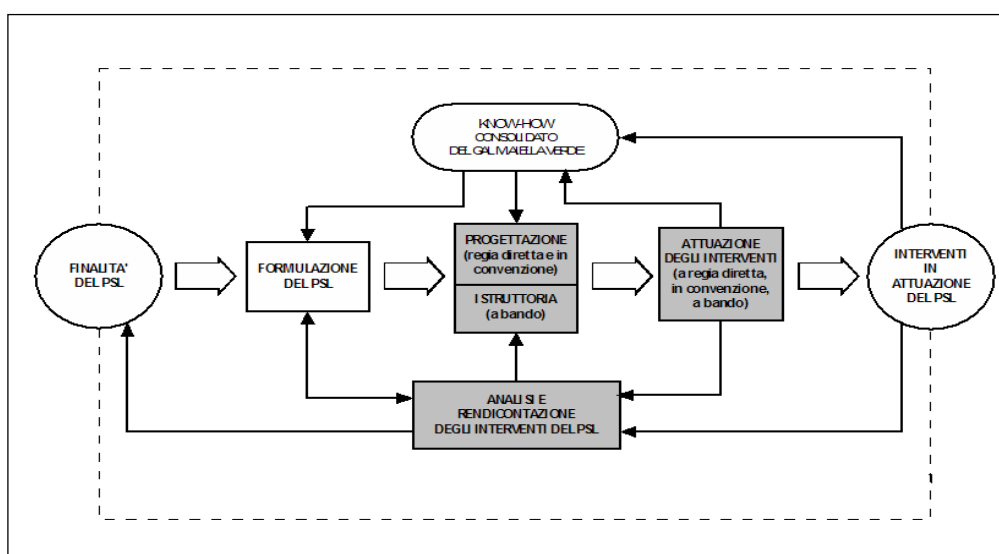 KNOW-HOW
CONSOLIDATO
DEL GAL MAIELLA VERDE
FINALITA'
DEL PSL
FORMULAZIONE
DEL PSL
PROGETTAZIONE
(regia diretta e in
convenzione)
ISTRUTTORIA
(a bando)
ATTUAZIONE
DEGLI INTERVENTI
(a regia diretta,
in convenzione,
a bando)
INTERVENTI
IN
ATTUAZIONE
DEL PSL
ANALISI E
RENDICONTAZIONE
DEGLI INTERVENTI DEL PSL